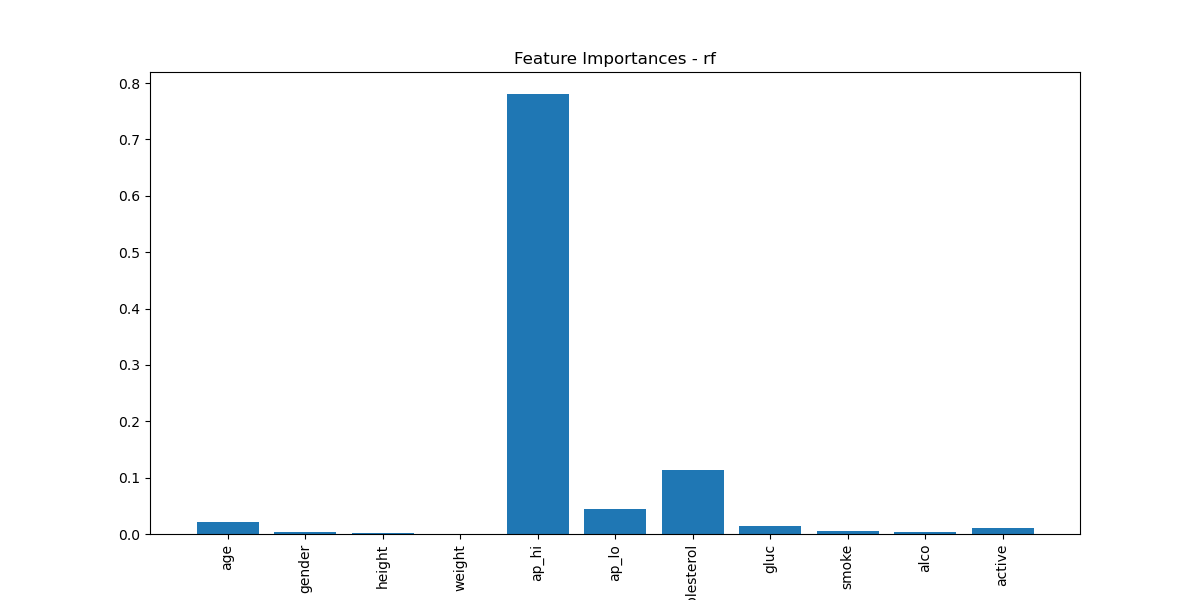 Feature Importances - rf
0.8
0.7
0.6
0.5
0.4
0.3
0.2
0.1
0.0
age
gender
height
weight
ap_hi
ap_lo
olesterol
gluc
smoke
alco
active